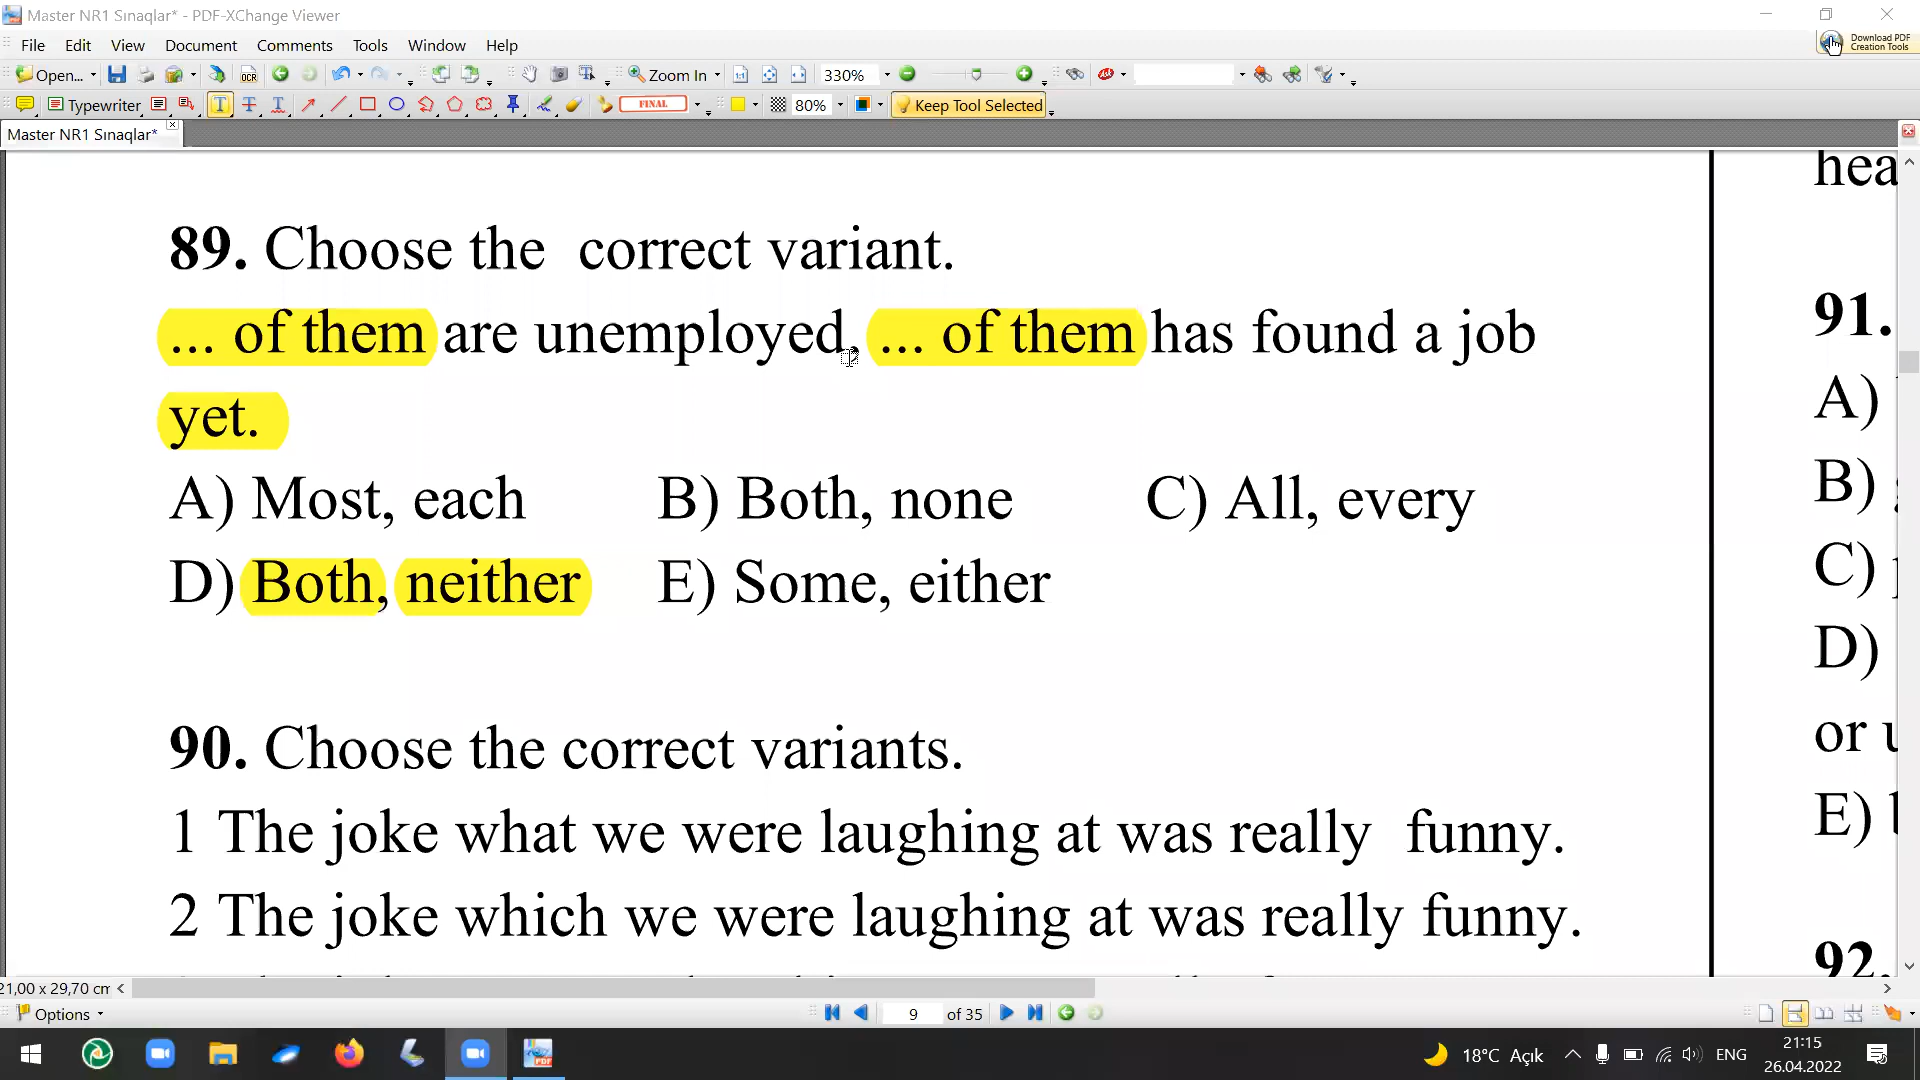 Master NR1 Sınaqlar* - PDF-XChange Viewer
File Edit View Document Comments Tools Window Help
Download PDF
Creation Tools
Open... OCR Zoom In 330%
Typewriter FINAL 80% Keep Tool Selected
Master NR1 Sınaqlar*
89. Choose the correct variant.
... of them are unemployed, ... of them has found a job
yet.
A) Most, each B) Both, none C) All, every
D) Both, neither E) Some, either
90. Choose the correct variants.
1 The joke what we were laughing at was really funny.
2 The joke which we were laughing at was really funny.
hea
91.
A)
B)
C)
D)
or u
E)
92.
21,00 x 29,70 cm
Options 9 of 35
18°C Açık ENG 21:15
26.04.2022